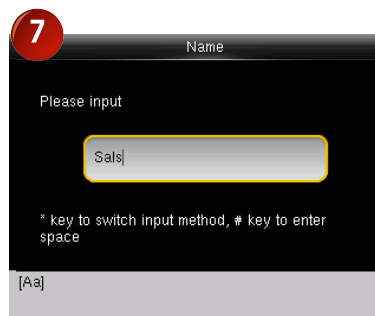 7
Name
Please input
Sals
* key to switch input method, # key to enter
space
[Aa]